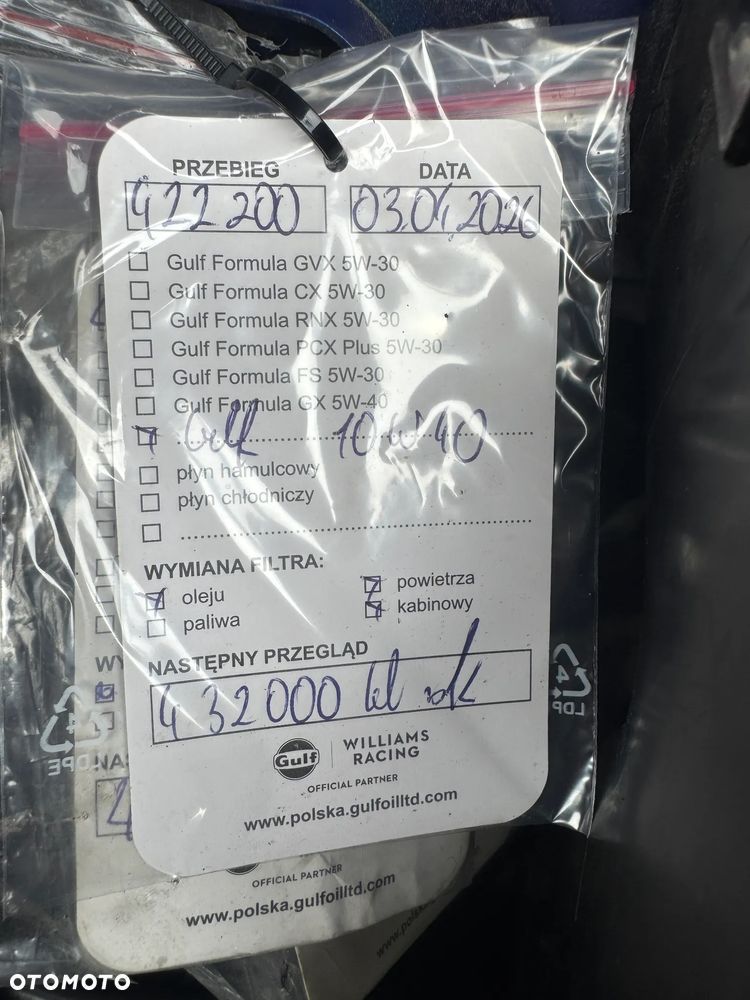 PRZEBIEG DATA
422 200 03.04.2026
Gulf Formula GVX 5W-30
Gulf Formula CX 5W-30
Gulf Formula RNX 5W-30
Gulf Formula PCX Plus 5W-30
Gulf Formula FS 5W-30
Gulf Formula GX 5W-40
Gulf 10W40
płyn hamulcowy
płyn chłodniczy
WYMIANA FILTRA:
oleju powietrza
paliwa kabinowy
NASTĘPNY PRZEGLĄD
432000
Gulf WILLIAMS
RACING
OFFICIAL PARTNER
www.polska.gulfoilltd.com
4
LDP
OFFICIAL PARTNER
www.polska.gulfoilltd.com
OTOMOTO